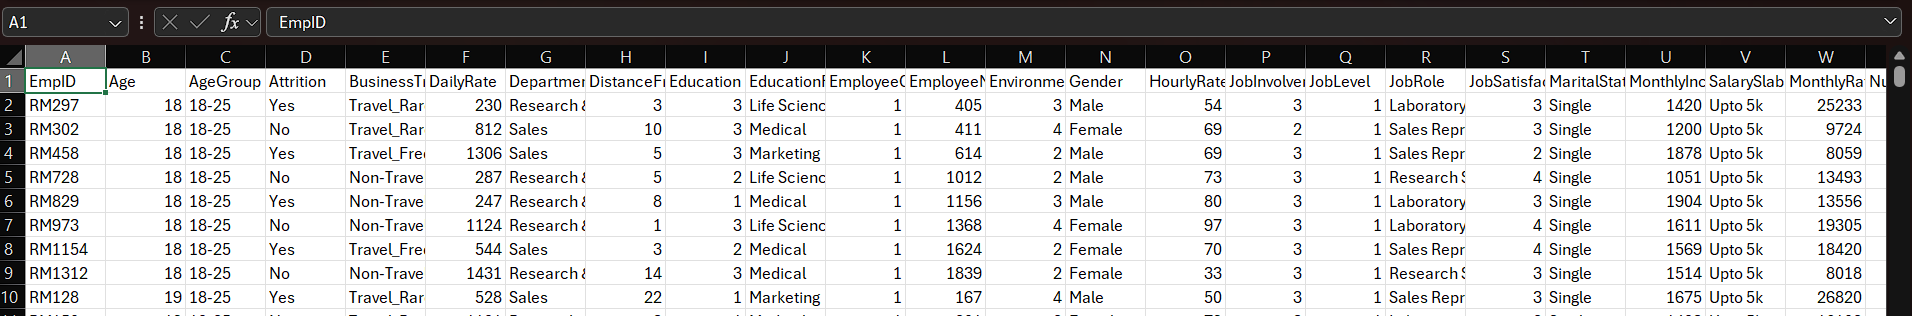 A1 fx EmpID
A B C D E F G H I J K L M N O P Q R S T U V W
1 EmpID Age AgeGroup Attrition BusinessTr DailyRate Departmen DistanceFr Education EducationF EmployeeC EmployeeN Environme Gender HourlyRate JobInvolver JobLevel JobRole JobSatisfac MaritalStat MonthlyInc SalarySlab MonthlyRa Nu
2 RM297 18 18-25 Yes Travel_Rar 230 Research & 3 3 Life Scienc 1 405 3 Male 54 3 1 Laboratory 3 Single 1420 Upto 5k 25233
3 RM302 18 18-25 No Travel_Rar 812 Sales 10 3 Medical 1 411 4 Female 69 2 1 Sales Repr 3 Single 1200 Upto 5k 9724
4 RM458 18 18-25 Yes Travel_Fre 1306 Sales 5 3 Marketing 1 614 2 Male 69 3 1 Sales Repr 2 Single 1878 Upto 5k 8059
5 RM728 18 18-25 No Non-Trave 287 Research & 5 2 Life Scienc 1 1012 2 Male 73 3 1 Research S 4 Single 1051 Upto 5k 13493
6 RM829 18 18-25 Yes Non-Trave 247 Research & 8 1 Medical 1 1156 3 Male 80 3 1 Laboratory 3 Single 1904 Upto 5k 13556
7 RM973 18 18-25 No Non-Trave 1124 Research & 1 3 Life Scienc 1 1368 4 Female 97 3 1 Laboratory 4 Single 1611 Upto 5k 19305
8 RM1154 18 18-25 Yes Travel_Fre 544 Sales 3 2 Medical 1 1624 2 Female 70 3 1 Sales Repr 4 Single 1569 Upto 5k 18420
9 RM1312 18 18-25 No Non-Trave 1431 Research & 14 3 Medical 1 1839 2 Female 33 3 1 Research S 3 Single 1514 Upto 5k 8018
10 RM128 19 18-25 Yes Travel_Rar 528 Sales 22 1 Marketing 1 167 4 Male 50 3 1 Sales Repr 3 Single 1675 Upto 5k 26820